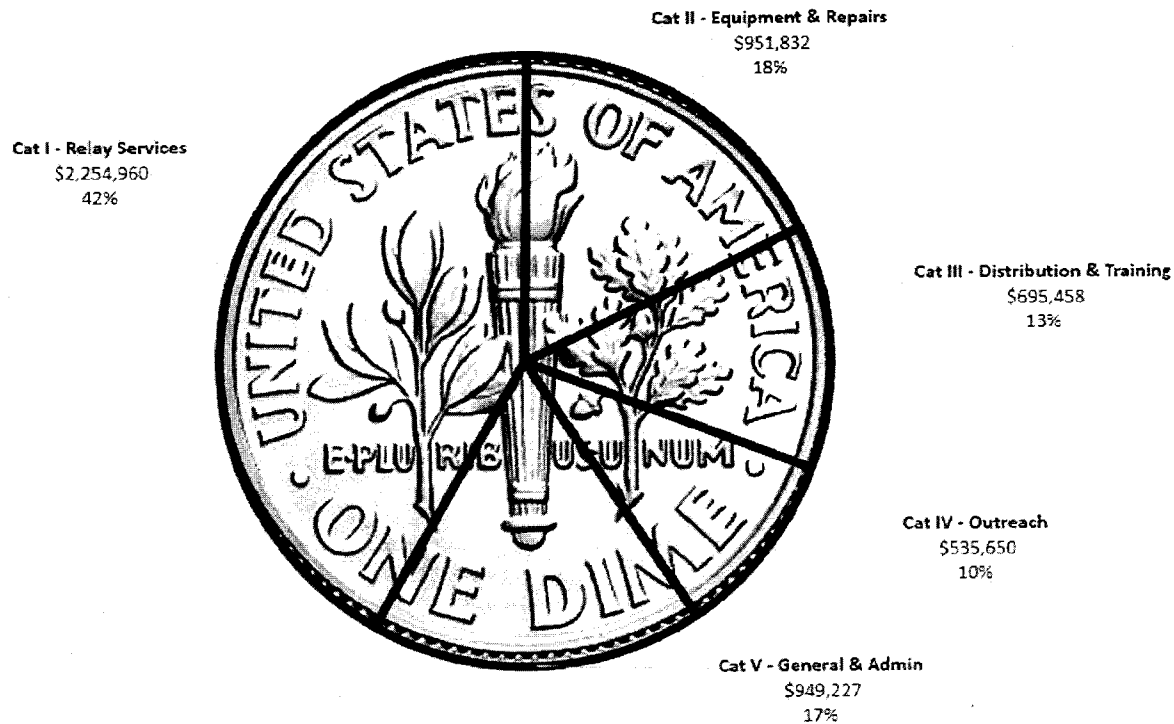 Cat II - Equipment & Repairs
$951,832
18%
Cat I - Relay Services
$2,254,960
42%
Cat III - Distribution & Training
$695,458
13%
Cat IV - Outreach
$535,650
10%
Cat V - General & Admin
$949,227
17%
UNITED STATES OF AMERICA
E PLURIBUS UNUM
· ONE DIME ·